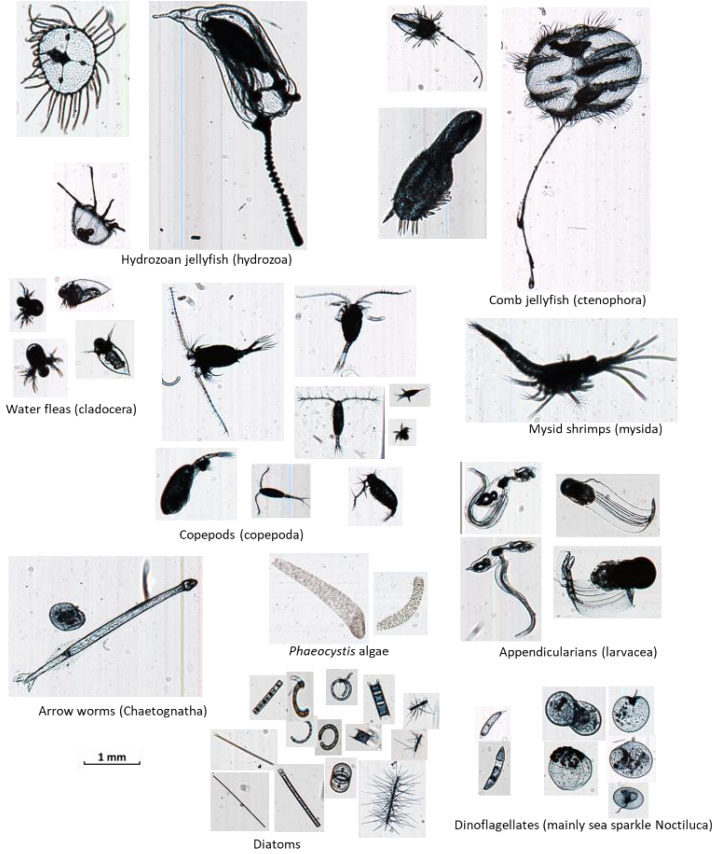 Hydrozoan jellyfish (hydrozoa)
Comb jellyfish (ctenophora)
Water fleas (cladocera)
Mysid shrimps (mysida)
Copepods (copepoda)
Phaeocystis algae
Appendicularians (larvacea)
Arrow worms (Chaetognatha)
1 mm
Dinoflagellates (mainly sea sparkle Noctiluca)
Diatoms